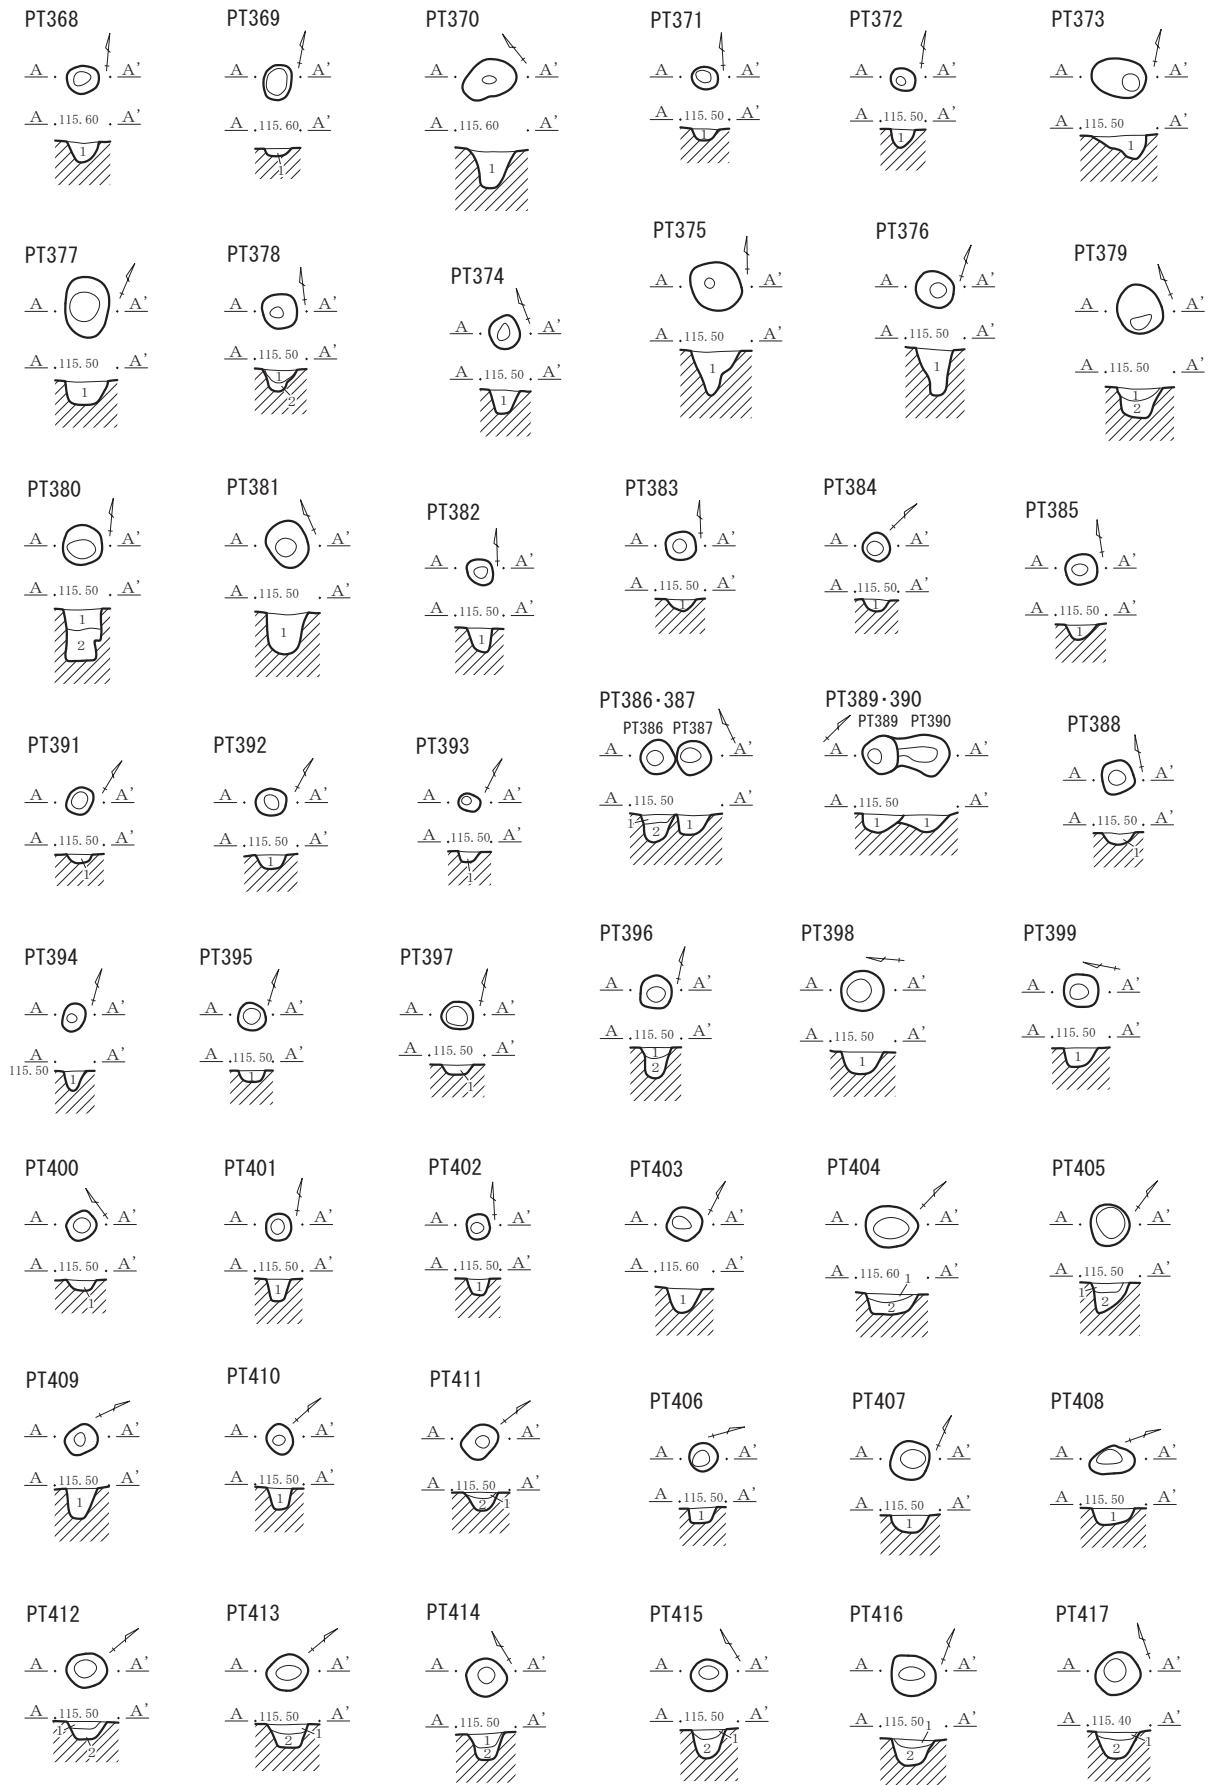 PT368
A A'
A 115.60 A'
1
PT369
A A'
A 115.60 A'
1
PT370
A A'
A 115.60 A'
1
PT371
A A'
A 115.50 A'
1
PT372
A A'
A 115.50 A'
1
PT373
A A'
A 115.50 A'
1
PT377
A A'
A 115.50 A'
1
PT378
A A'
A 115.50 A'
1
2
PT374
A A'
A 115.50 A'
1
PT375
A A'
A 115.50 A'
1
PT376
A A'
A 115.50 A'
1
PT379
A A'
A 115.50 A'
1
2
PT380
A A'
A 115.50 A'
1
2
PT381
A A'
A 115.50 A'
1
PT382
A A'
A 115.50 A'
1
PT383
A A'
A 115.50 A'
1
PT384
A A'
A 115.50 A'
1
PT385
A A'
A 115.50 A'
1
PT391
A A'
A 115.50 A'
1
PT392
A A'
A 115.50 A'
1
PT393
A A'
A 115.50 A'
1
PT386・387
PT386 PT387
A A'
A 115.50 A'
1 2 1
PT389・390
PT389 PT390
A A'
A 115.50 A'
1 1
PT388
A A'
A 115.50 A'
1
PT394
A A'
A A'
115.50
1
PT395
A A'
A 115.50 A'
1
PT397
A A'
A 115.50 A'
1
PT396
A A'
A 115.50 A'
1
2
PT398
A A'
A 115.50 A'
1
PT399
A A'
A 115.50 A'
1
PT400
A A'
A 115.50 A'
1
PT401
A A'
A 115.50 A'
1
PT402
A A'
A 115.50 A'
1
PT403
A A'
A 115.60 A'
1
PT404
A A'
A 115.60 A'
1
2
PT405
A A'
A 115.50 A'
1
2
PT409
A A'
A 115.50 A'
1
PT410
A A'
A 115.50 A'
1
PT411
A A'
A 115.50 A'
2 1
PT406
A A'
A 115.50 A'
1
PT407
A A'
A 115.50 A'
1
PT408
A A'
A 115.50 A'
1
PT412
A A'
A 115.50 A'
1
2
PT413
A A'
A 115.50 A'
1
2
PT414
A A'
A 115.50 A'
1
2
PT415
A A'
A 115.50 A'
1
2
PT416
A A'
A 115.50 A'
1
2
PT417
A A'
A 115.40 A'
1
2